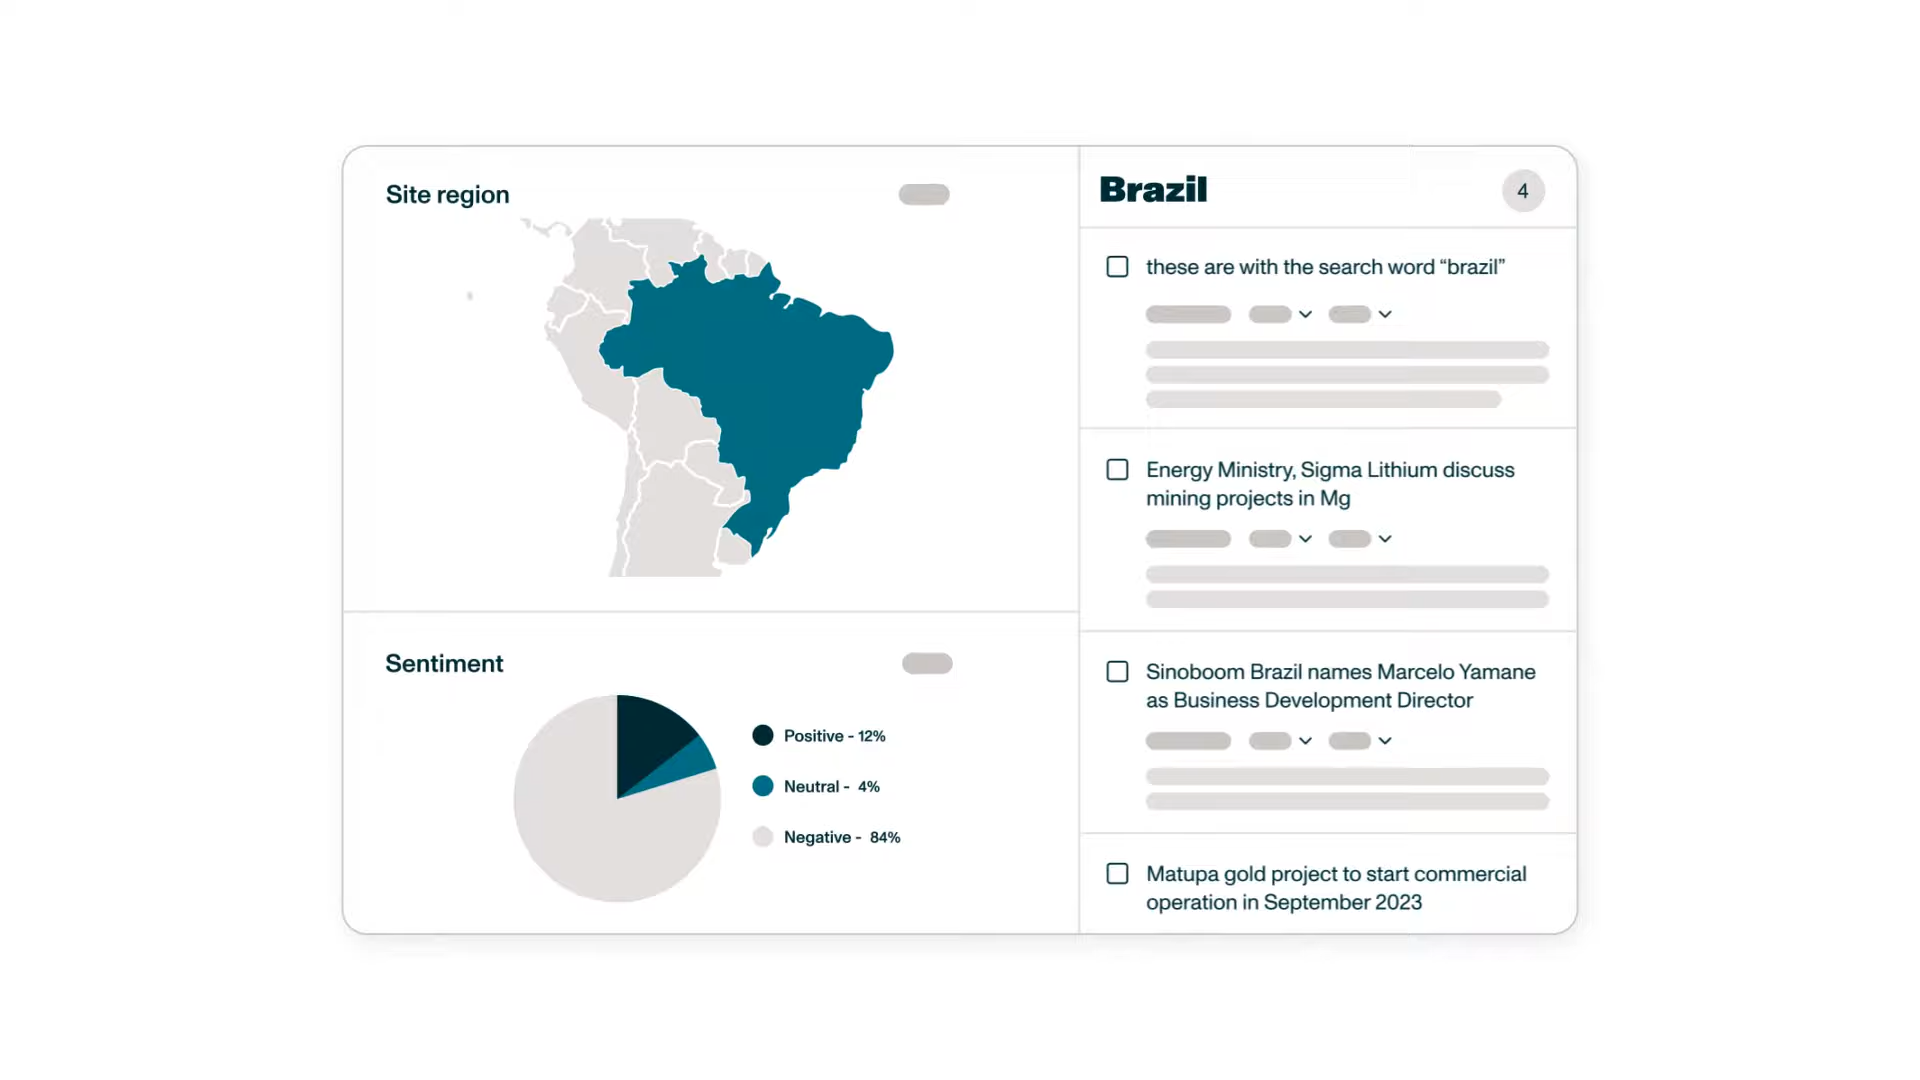 Site region
Sentiment
Positive - 12%
Neutral - 4%
Negative - 84%
Brazil
4
these are with the search word “brazil”
Energy Ministry, Sigma Lithium discuss
mining projects in Mg
Sinoboom Brazil names Marcelo Yamane
as Business Development Director
Matupa gold project to start commercial
operation in September 2023